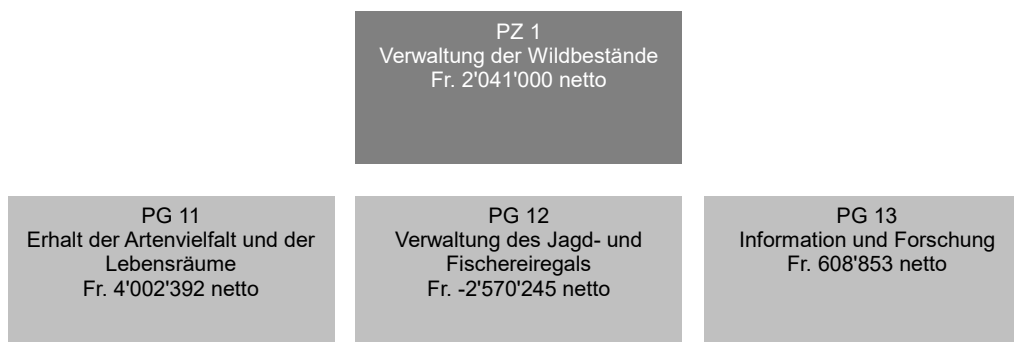 PZ 1
Verwaltung der Wildbestände
Fr. 2'041'000 netto
PG 11
Erhalt der Artenvielfalt und der
Lebensräume
Fr. 4'002'392 netto
PG 12
Verwaltung des Jagd- und
Fischereiregals
Fr. -2'570'245 netto
PG 13
Information und Forschung
Fr. 608'853 netto